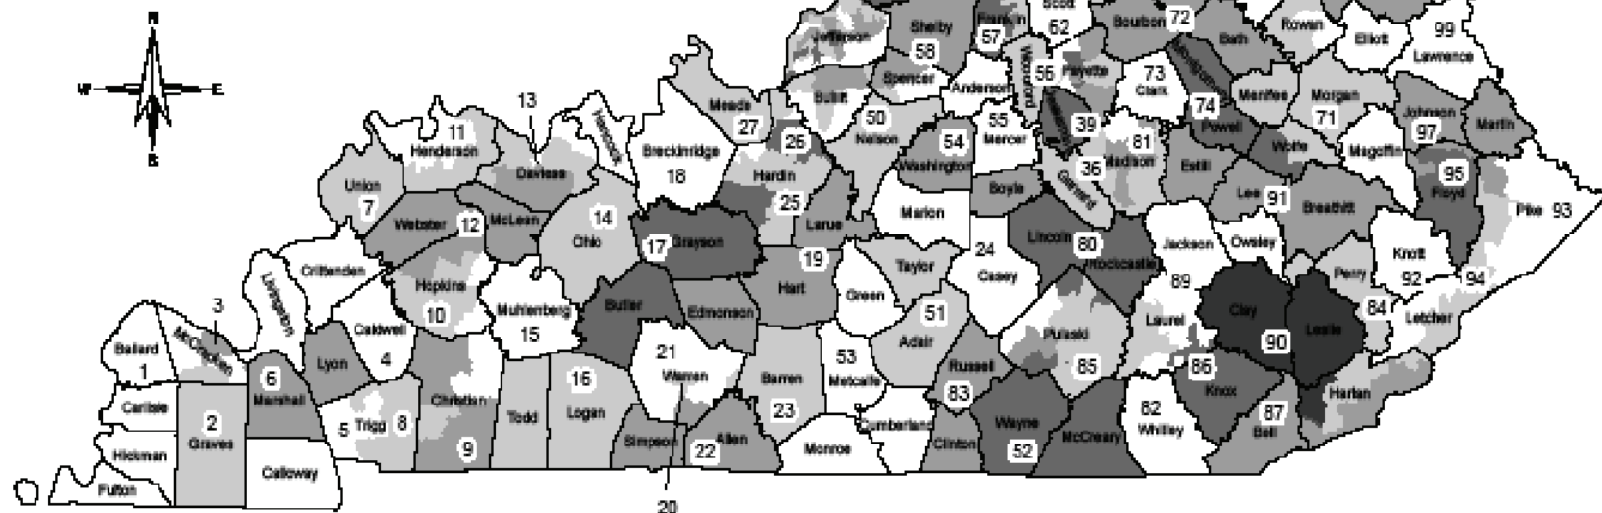 N
W
E
S
Jefferson
Shelby
58
Franklin
57
Scott
62
Bourbon
72
Bath
Rowan
Elliott
99
Lawrence
Bullitt
Spencer
Anderson
Woodford
56
Fayette
73
Clark
Montgomery
Menifee
Morgan
71
Johnson
97
Martin
13
Meade
27
26
50
Nelson
54
Washington
55
Mercer
39
81
Madison
74
Powell
Wolfe
Magoffin
95
Floyd
11
Henderson
Daviess
Hancock
Breckinridge
18
Hardin
25
Larue
Marion
Boyle
36
Garrard
Estill
Lee
91
Breathitt
Pike
93
Union
7
Webster
12
McLean
14
Ohio
17
Grayson
19
Hart
Taylor
Green
24
Casey
Lincoln
80
Rockcastle
Jackson
89
Owsley
Perry
Knott
92
94
84
Letcher
Livingston
Crittenden
Hopkins
10
Muhlenberg
15
Butler
Edmonson
51
Adair
Pulaski
85
Laurel
86
Clay
90
Leslie
3
McCracken
Ballard
1
Caldwell
4
Lyon
6
Marshall
16
Logan
21
Warren
Barren
23
53
Metcalfe
Russell
83
Knox
Harlan
87
Bell
Carlisle
2
Graves
5
Trigg
8
Christian
9
Todd
Simpson
22
Allen
Monroe
Cumberland
Clinton
Wayne
52
McCreary
82
Whitley
Hickman
Fulton
Calloway
20